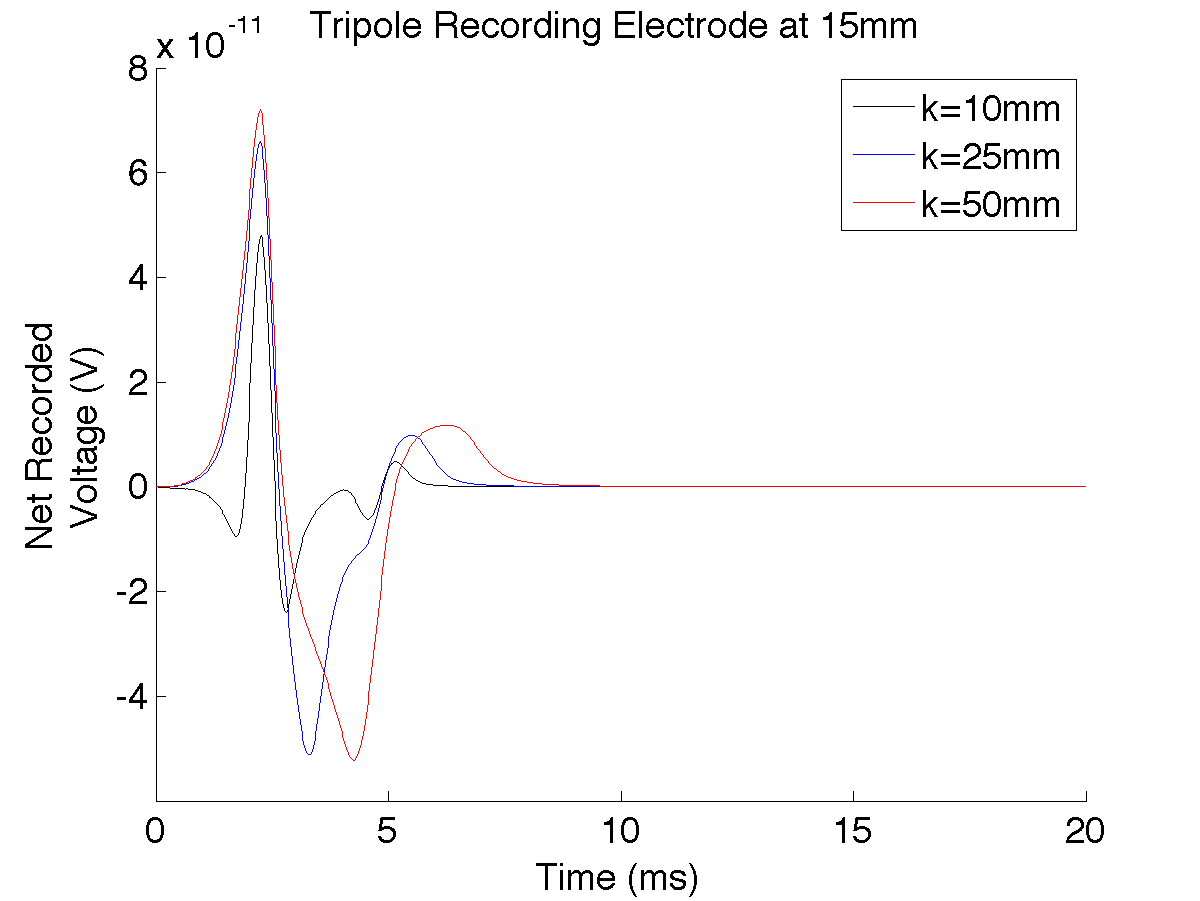 Tripole Recording Electrode at 15mm
x 10^-11
8
6
4
2
0
-2
-4
0 5 10 15 20
Time (ms)
Net Recorded
Voltage (V)
k=10mm
k=25mm
k=50mm